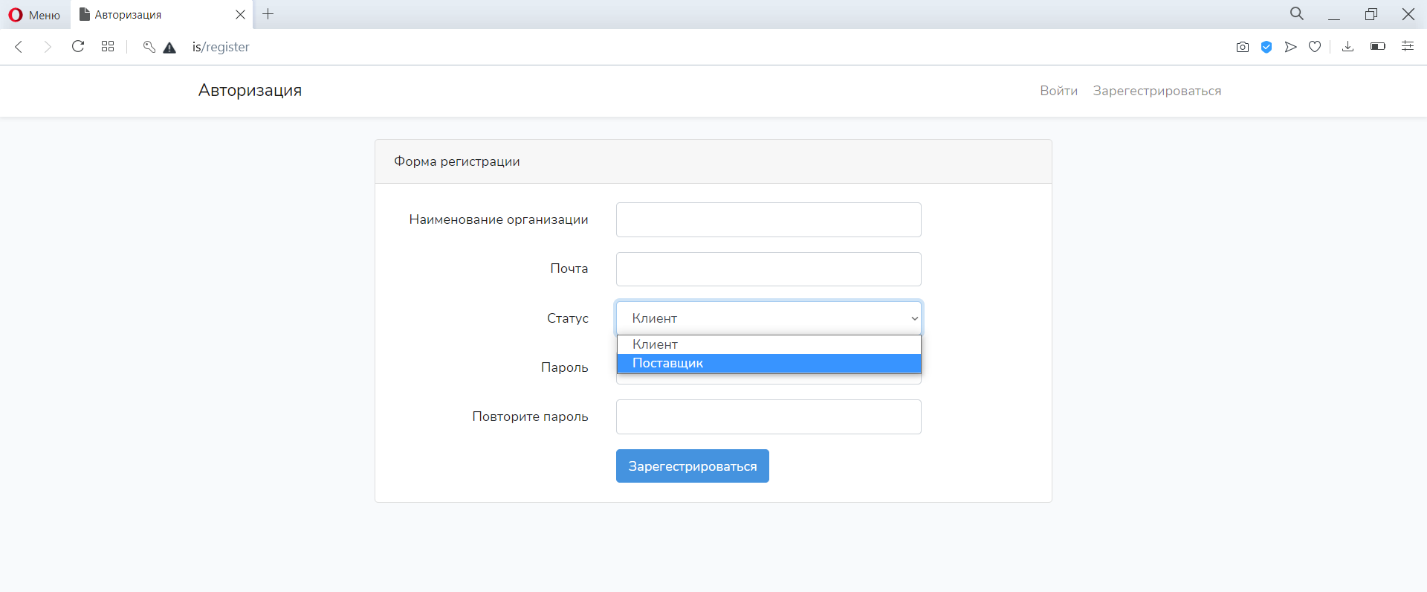 Меню
Авторизация
is/register
Авторизация
Войти Зарегестрироваться
Форма регистрации
Наименование организации
Почта
Статус Клиент
Клиент
Поставщик
Пароль
Повторите пароль
Зарегестрироваться